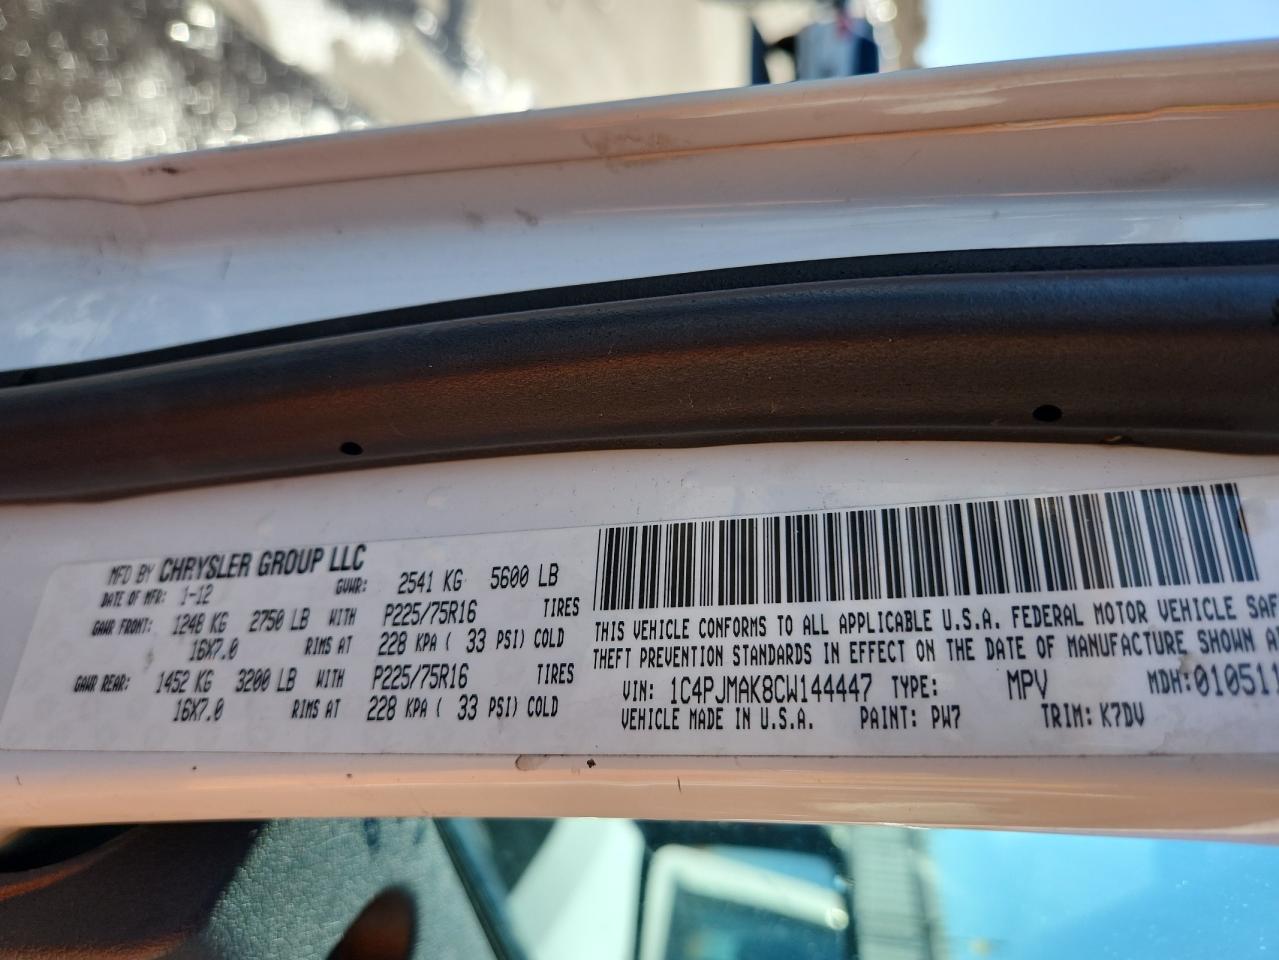 MFD BY CHRYSLER GROUP LLC
DATE OF MFR: 1-12 GVWR: 2541 KG 5600 LB
GAWR FRONT: 1248 KG 2750 LB WITH P225/75R16 TIRES
16X7.0 RIMS AT 228 KPA ( 33 PSI) COLD
GAWR REAR: 1452 KG 3200 LB WITH P225/75R16 TIRES
16X7.0 RIMS AT 228 KPA ( 33 PSI) COLD
THIS VEHICLE CONFORMS TO ALL APPLICABLE U.S.A. FEDERAL MOTOR VEHICLE SAF
THEFT PREVENTION STANDARDS IN EFFECT ON THE DATE OF MANUFACTURE SHOWN A
VIN: 1C4PJMAK8CW144447 TYPE: MPV MDH: 010511
VEHICLE MADE IN U.S.A. PAINT: PW7 TRIM: K7DV